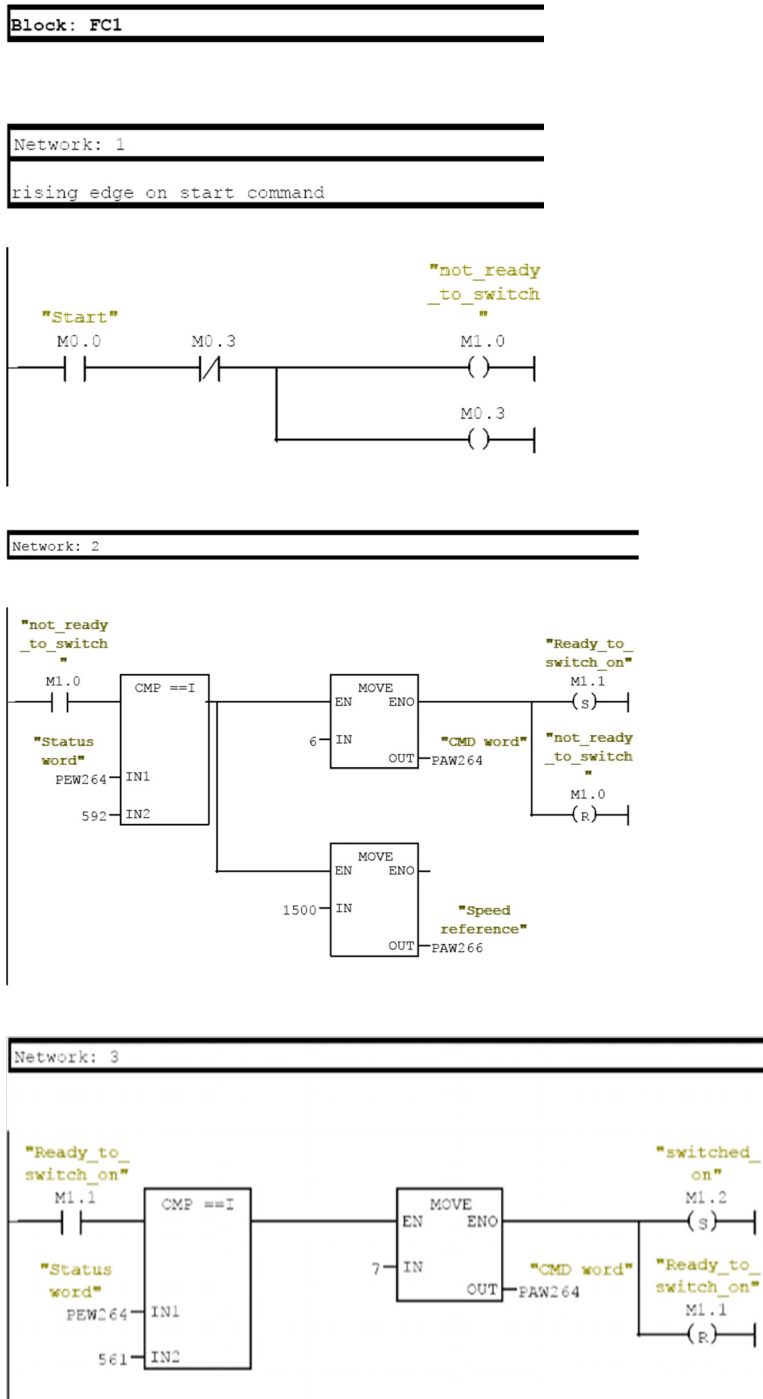 Block: FC1
Network: 1
rising edge on start command
"not_ready
_to_switch
"
"Start"
M0.0 M0.3 M1.0
M0.3
Network: 2
"not_ready
_to_switch
"
M1.0
CMP ==I
MOVE
EN ENO
"Ready_to_
switch_on"
M1.1
S
"Status
word"
PEW264 IN1
592 IN2
6 IN
OUT
"CMD word"
PAW264
"not_ready
_to_switch
"
M1.0
R
MOVE
EN ENO
1500 IN
"Speed
reference"
OUT PAW266
Network: 3
"Ready_to_
switch_on"
M1.1
CMP ==I
MOVE
EN ENO
"switched_
on"
M1.2
S
"Status
word"
PEW264 IN1
561 IN2
7 IN
OUT
"CMD word"
PAW264
"Ready_to_
switch_on"
M1.1
R